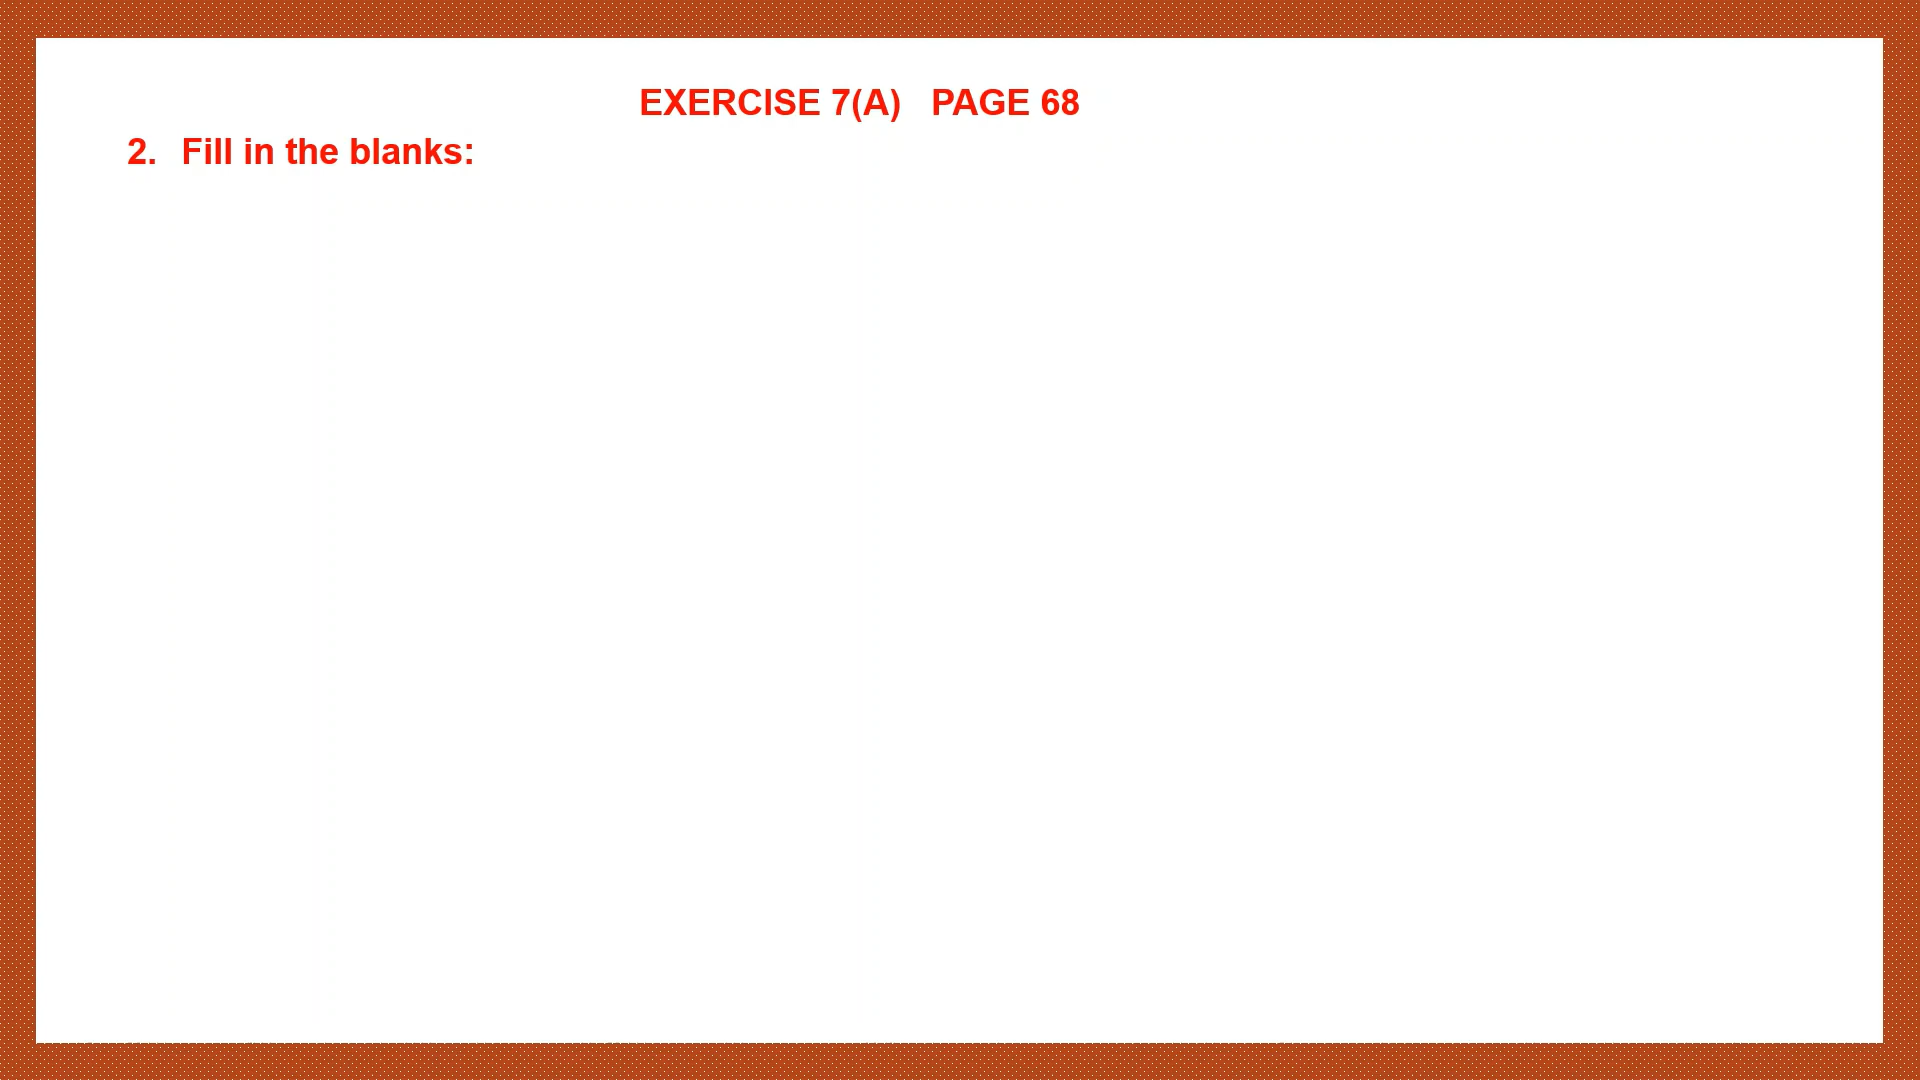 EXERCISE 7(A) PAGE 68
2. Fill in the blanks: